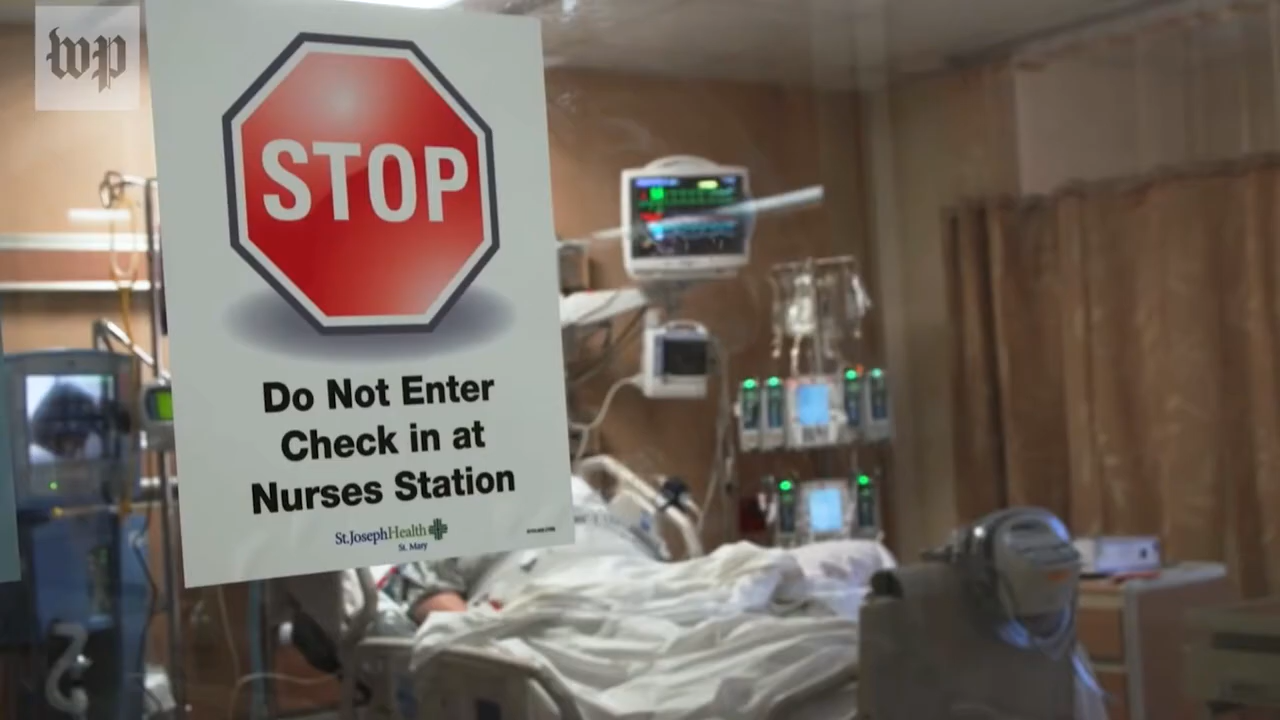 wp
STOP
Do Not Enter
Check in at
Nurses Station
St.JosephHealth
St. Mary